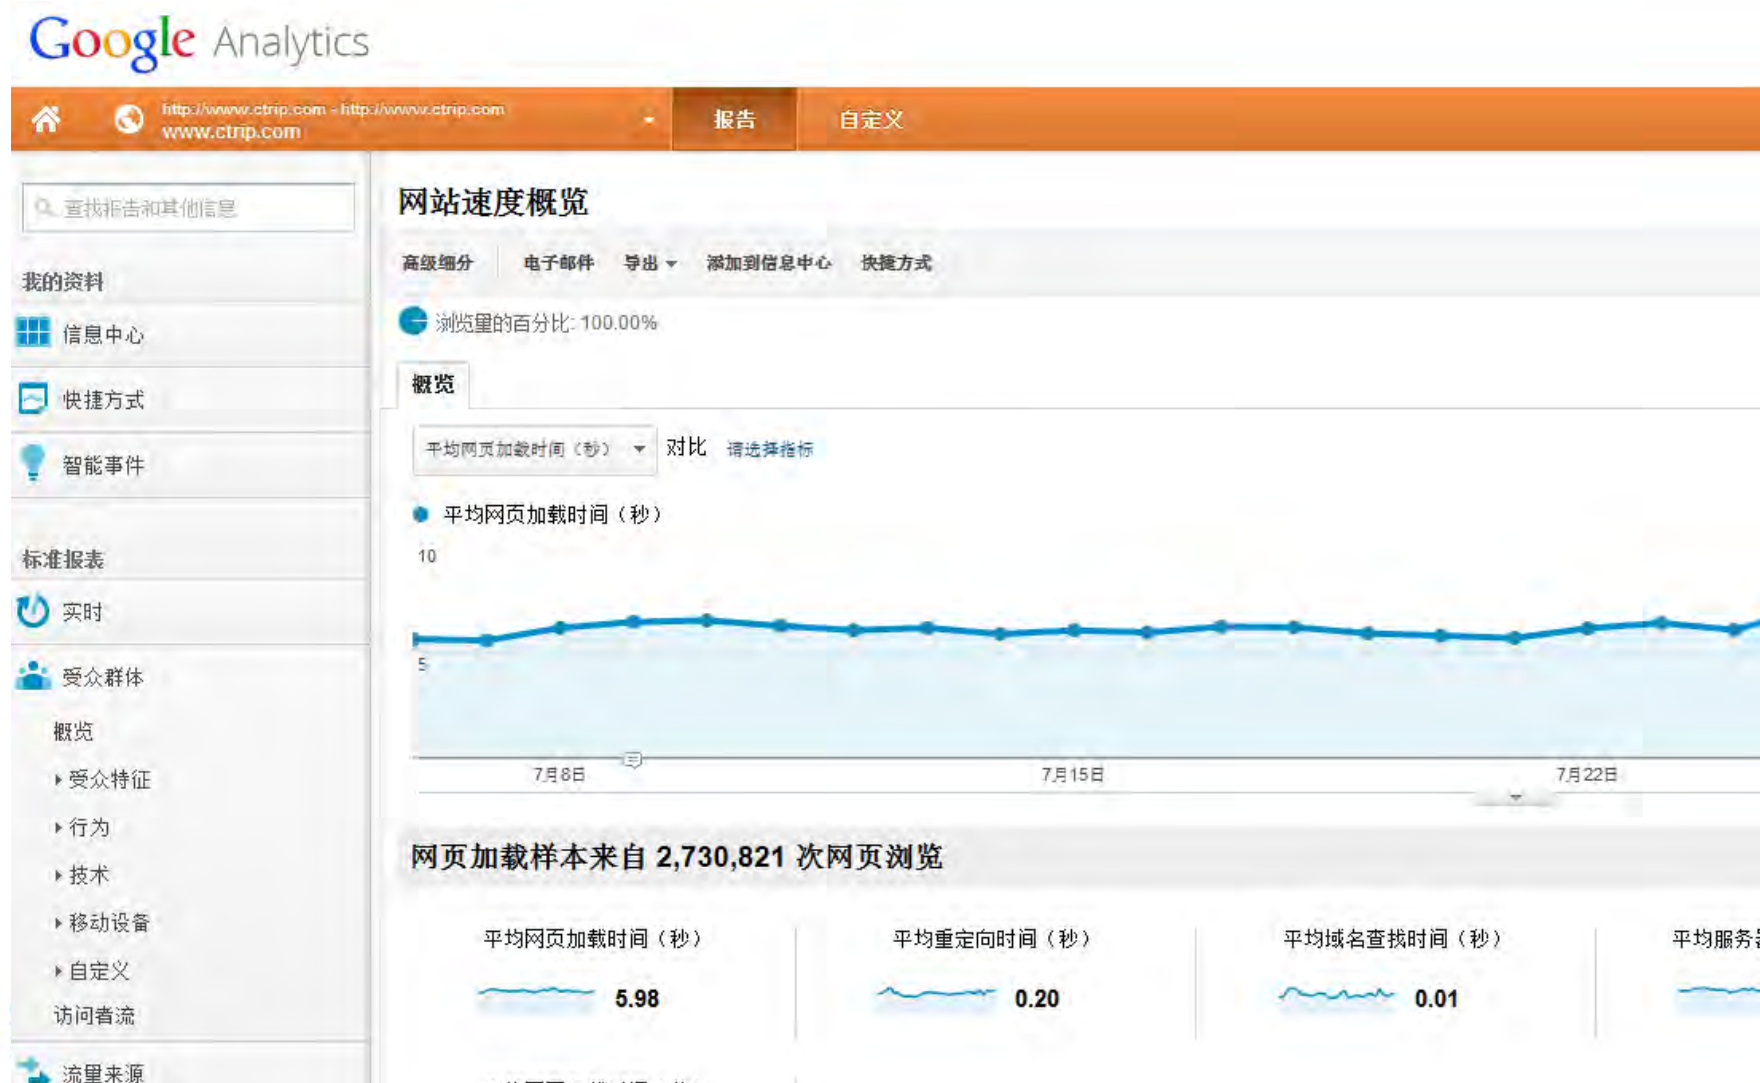 Google Analytics
http://www.ctrip.com - http://www.ctrip.com
www.ctrip.com
报告
自定义
查找报告和其他信息
我的资料
信息中心
快捷方式
智能事件
标准报表
实时
受众群体
概览
受众特征
行为
技术
移动设备
自定义
访问者流
流量来源
网站速度概览
高级细分 电子邮件 导出 添加到信息中心 快捷方式
浏览量的百分比: 100.00%
概览
平均网页加载时间（秒） 对比 请选择指标
平均网页加载时间（秒）
10
5
7月8日 7月15日 7月22日
网页加载样本来自 2,730,821 次网页浏览
平均网页加载时间（秒） 平均重定向时间（秒） 平均域名查找时间（秒） 平均服务
5.98 0.20 0.01